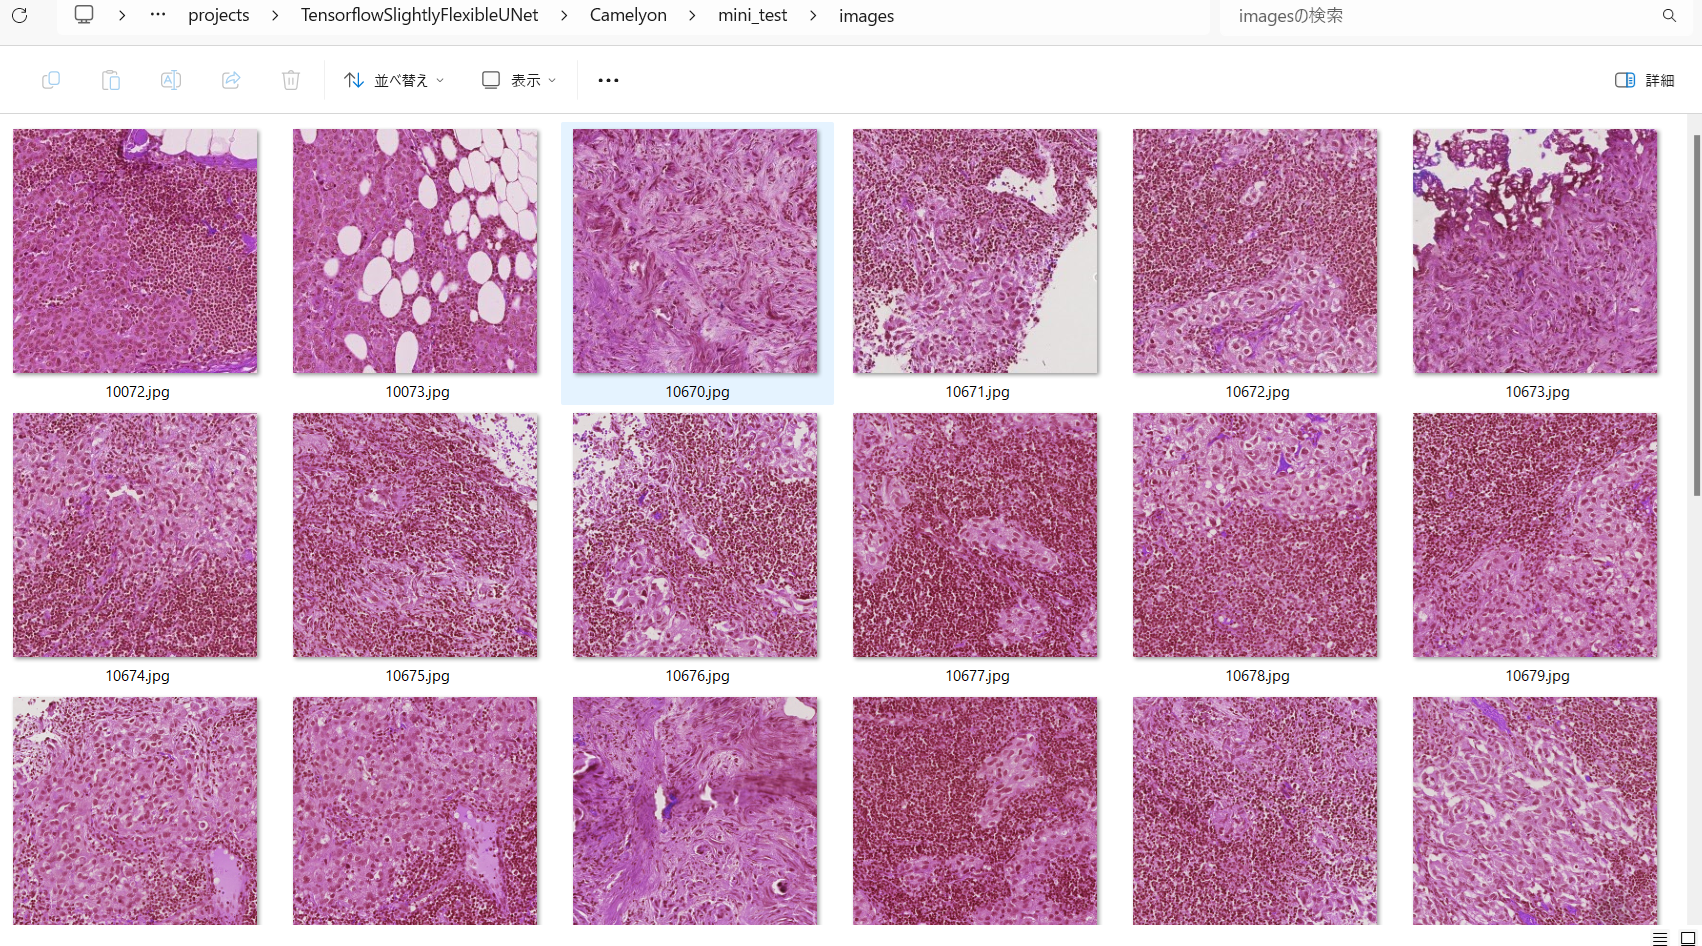 projects > TensorflowSlightlyFlexibleUNet > Camelyon > mini_test > images
imagesの検索
並べ替え 表示 詳細
10072.jpg 10073.jpg 10670.jpg 10671.jpg 10672.jpg 10673.jpg
10674.jpg 10675.jpg 10676.jpg 10677.jpg 10678.jpg 10679.jpg